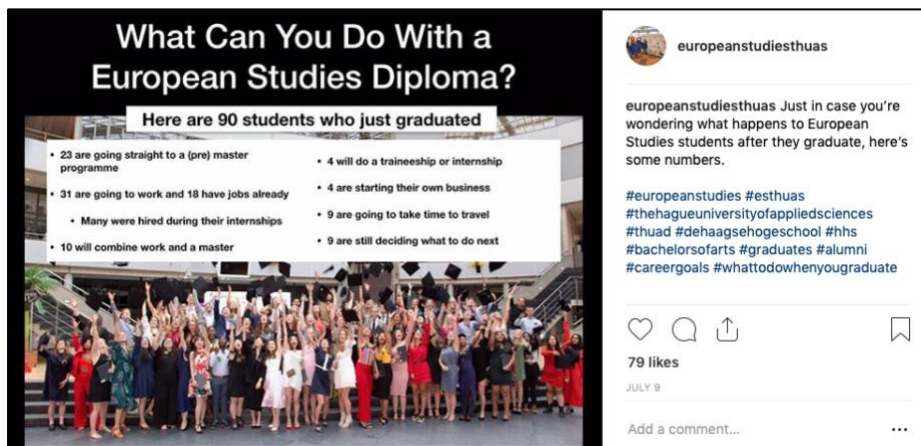 What Can You Do With a
European Studies Diploma?
Here are 90 students who just graduated
• 23 are going straight to a (pre) master
programme
• 31 are going to work and 18 have jobs already
• Many were hired during their internships
• 10 will combine work and a master
• 4 will do a traineeship or internship
• 4 are starting their own business
• 9 are going to take time to travel
• 9 are still deciding what to do next
europeanstudiesthuas
europeanstudiesthuas Just in case you're
wondering what happens to European
Studies students after they graduate, here's
some numbers.
#europeanstudies #esthuas
#thehagueuniversityofappliedsciences
#thuad #dehaagsehogeschool #hhs
#bachelorsofarts #graduates #alumni
#careergoals #whattodowhenyougraduate
79 likes
JULY 9
Add a comment...